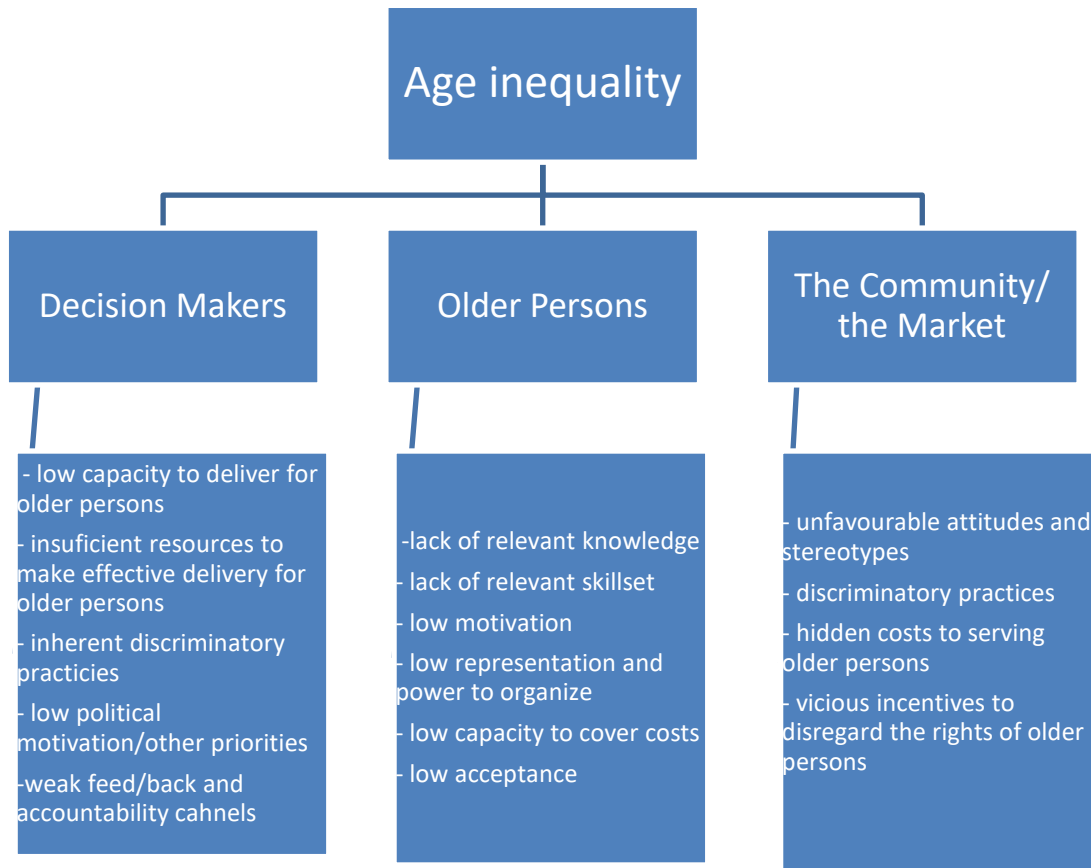 Age inequality
Decision Makers
Older Persons
The Community/
the Market
- low capacity to deliver for
older persons
- insuficient resources to
make effective delivery for
older persons
- inherent discriminatory
practicies
- low political
motivation/other priorities
-weak feed/back and
accountability cahnels
-lack of relevant knowledge
- lack of relevant skillset
- low motivation
- low representation and
power to organize
- low capacity to cover costs
- low acceptance
- unfavourable attitudes and
stereotypes
- discriminatory practices
- hidden costs to serving
older persons
- vicious incentives to
disregard the rights of older
persons